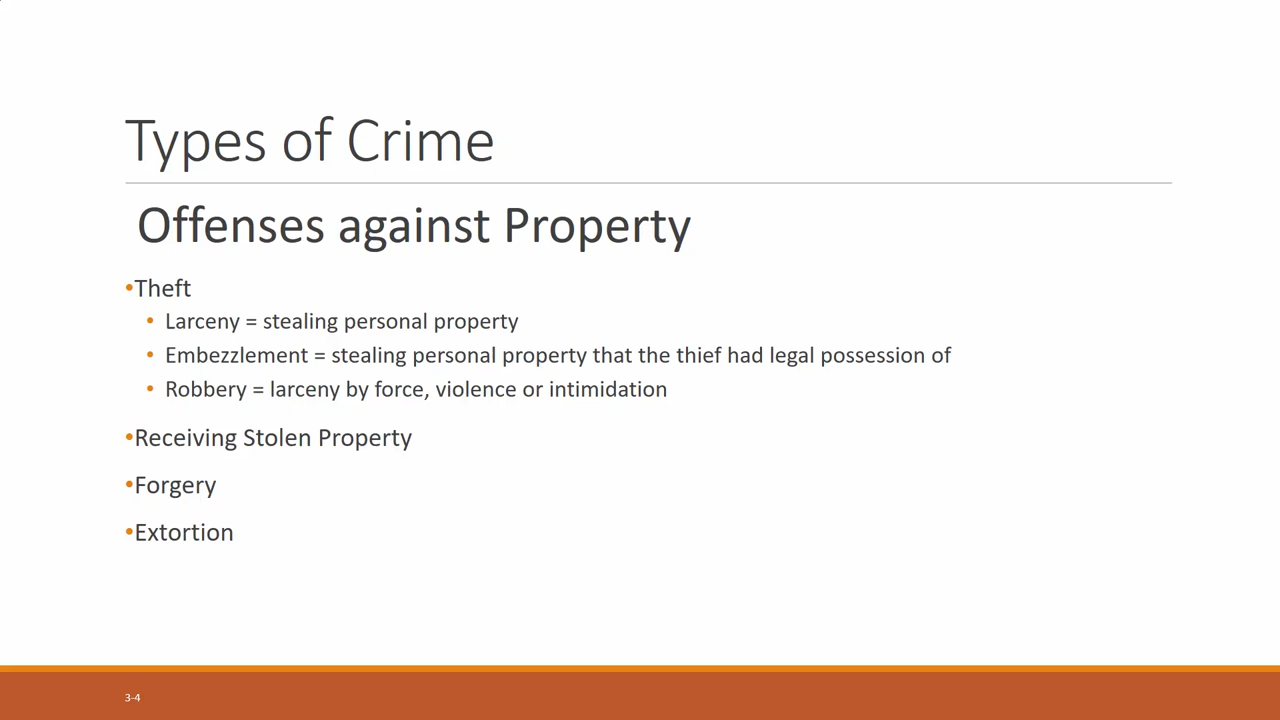 Types of Crime
Offenses against Property
•Theft
• Larceny = stealing personal property
• Embezzlement = stealing personal property that the thief had legal possession of
• Robbery = larceny by force, violence or intimidation
•Receiving Stolen Property
•Forgery
•Extortion
3-4